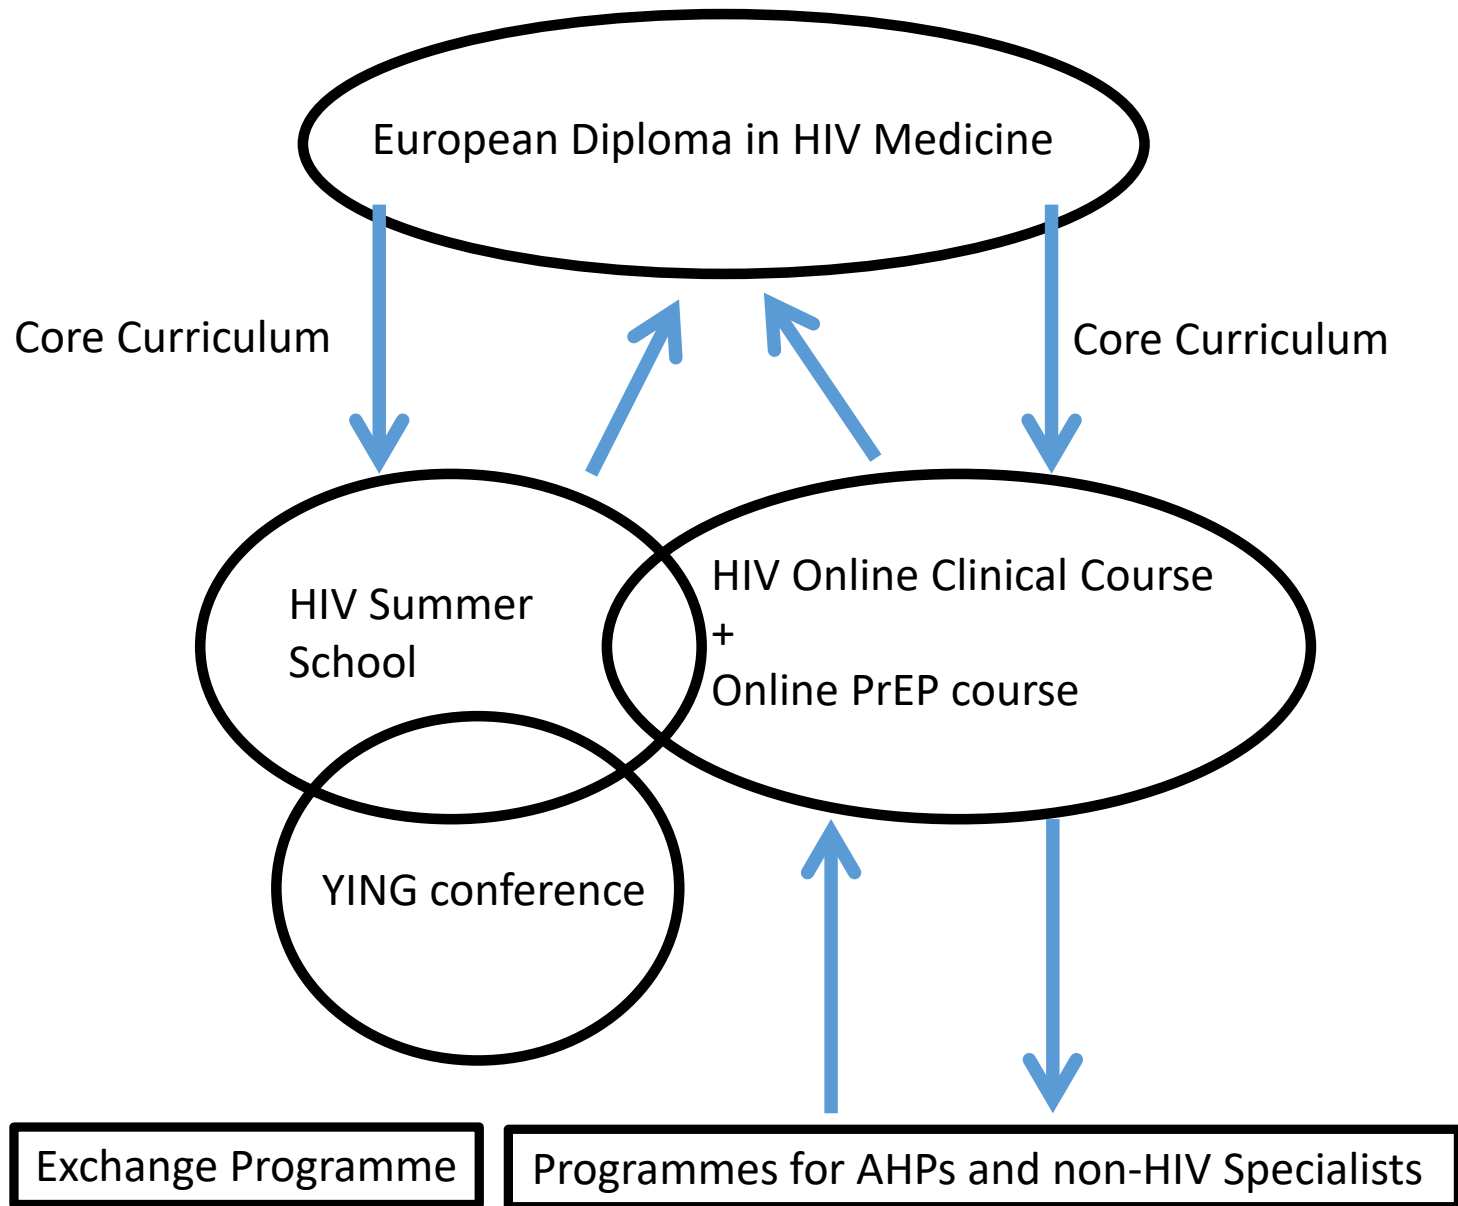 European Diploma in HIV Medicine
Core Curriculum
Core Curriculum
HIV Summer
School
HIV Online Clinical Course
+
Online PrEP course
YING conference
Exchange Programme
Programmes for AHPs and non-HIV Specialists